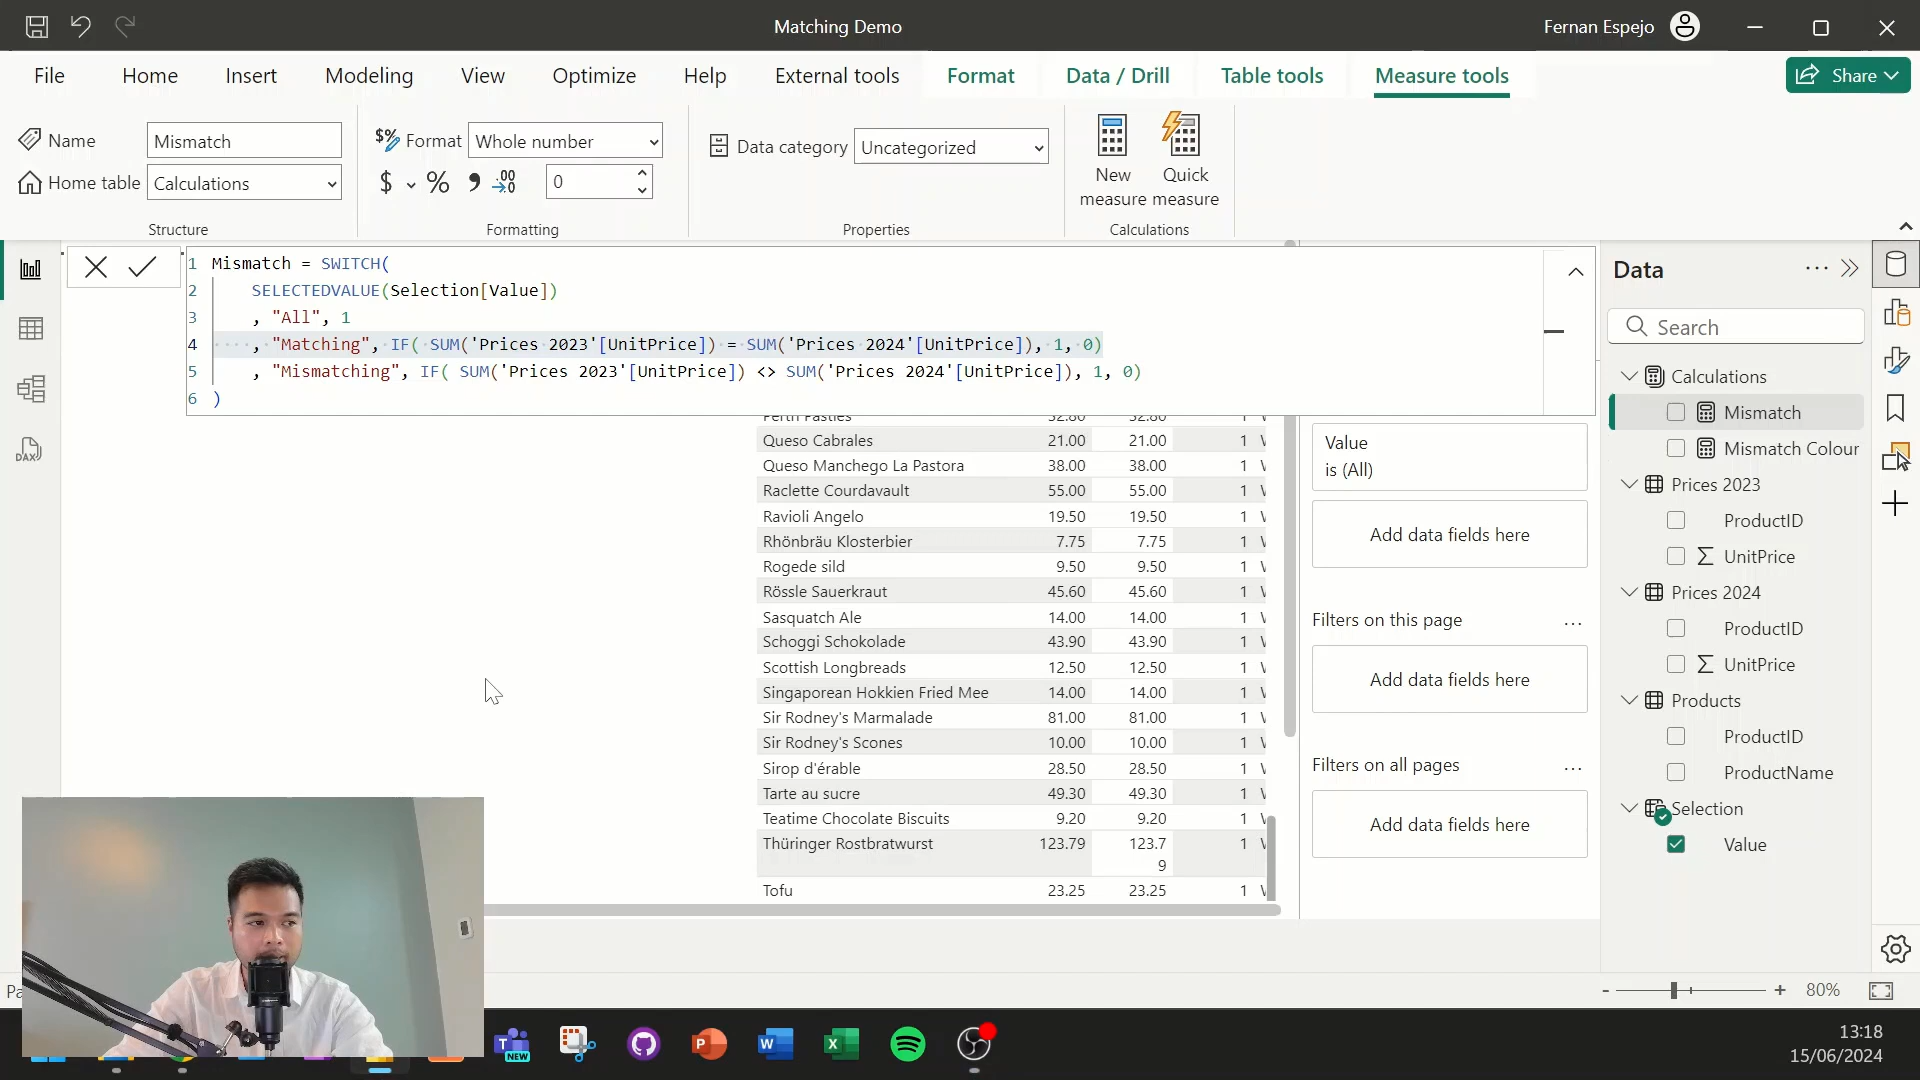 Matching Demo
Fernan Espejo
File Home Insert Modeling View Optimize Help External tools Format Data / Drill Table tools Measure tools
Share
Name Mismatch
Home table Calculations
Structure
Format Whole number
$ % 0
Formatting
Data category Uncategorized
Properties
New measure
Quick measure
Calculations
1 Mismatch = SWITCH(
2 SELECTEDVALUE(Selection[Value])
3 , "All", 1
4 , "Matching", IF( SUM('Prices 2023'[UnitPrice]) = SUM('Prices 2024'[UnitPrice]), 1, 0)
5 , "Mismatching", IF( SUM('Prices 2023'[UnitPrice]) <> SUM('Prices 2024'[UnitPrice]), 1, 0)
6 )
Perth Pasties 32.80 32.80 1
Queso Cabrales 21.00 21.00 1
Queso Manchego La Pastora 38.00 38.00 1
Raclette Courdavault 55.00 55.00 1
Ravioli Angelo 19.50 19.50 1
Rhönbräu Klosterbier 7.75 7.75 1
Rogede sild 9.50 9.50 1
Rössle Sauerkraut 45.60 45.60 1
Sasquatch Ale 14.00 14.00 1
Schoggi Schokolade 43.90 43.90 1
Scottish Longbreads 12.50 12.50 1
Singaporean Hokkien Fried Mee 14.00 14.00 1
Sir Rodney's Marmalade 81.00 81.00 1
Sir Rodney's Scones 10.00 10.00 1
Sirop d'érable 28.50 28.50 1
Tarte au sucre 49.30 49.30 1
Teatime Chocolate Biscuits 9.20 9.20 1
Thüringer Rostbratwurst 123.79 123.7 1
9
Tofu 23.25 23.25 1
Value
is (All)
Add data fields here
Filters on this page ...
Add data fields here
Filters on all pages ...
Add data fields here
Data
Search
Calculations
Mismatch
Mismatch Colour
Prices 2023
ProductID
UnitPrice
Prices 2024
ProductID
UnitPrice
Products
ProductID
ProductName
Selection
Value
DAX
- + 80%
NEW
13:18
15/06/2024